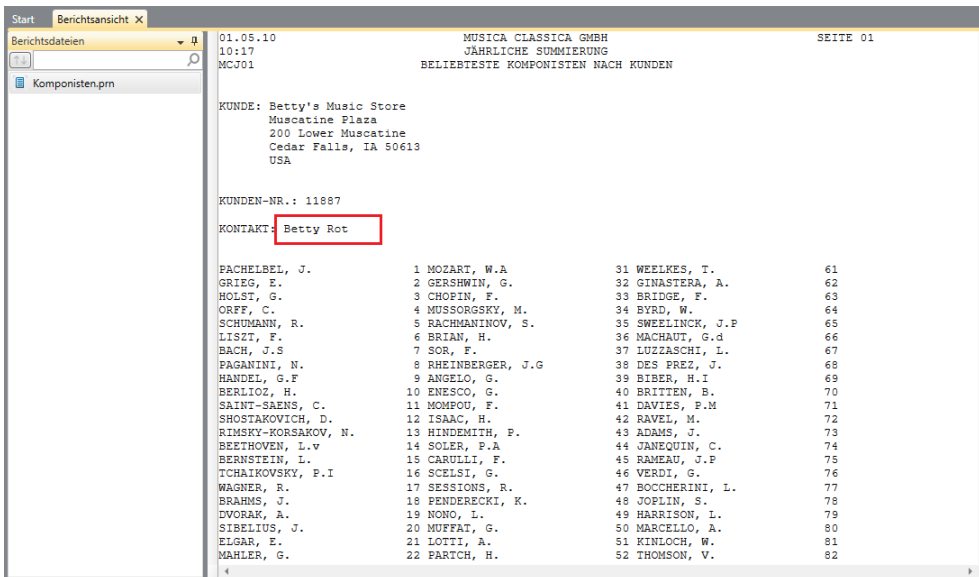 Start Berichtsansicht
Berichtsdateien
Komponisten.prn
01.05.10 MUSICA CLASSICA GMBH SEITE 01
10:17 JÄHRLICHE SUMMIERUNG
MCJ01 BELIEBTESTE KOMPONISTEN NACH KUNDEN
KUNDE: Betty's Music Store
Muscatine Plaza
200 Lower Muscatine
Cedar Falls, IA 50613
USA
KUNDEN-NR.: 11887
KONTAKT: Betty Rot
PACHELBEL, J. 1 MOZART, W.A 31 WEELKES, T. 61
GRIEG, E. 2 GERSHWIN, G. 32 GINASTERA, A. 62
HOLST, G. 3 CHOPIN, F. 33 BRIDGE, F. 63
ORFF, C. 4 MUSSORGSKY, M. 34 BYRD, W. 64
SCHUMANN, R. 5 RACHMANINOV, S. 35 SWEELINCK, J.P 65
LISZT, F. 6 BRIAN, H. 36 MACHAUT, G.d 66
BACH, J.S 7 SOR, F. 37 LUZZASCHI, L. 67
PAGANINI, N. 8 RHEINBERGER, J.G 38 DES PREZ, J. 68
HANDEL, G.F 9 ANGELO, G. 39 BIBER, H.I 69
BERLIOZ, H. 10 ENESCO, G. 40 BRITTEN, B. 70
SAINT-SAENS, C. 11 MOMPOU, F. 41 DAVIES, P.M 71
SHOSTAKOVICH, D. 12 ISAAC, H. 42 RAVEL, M. 72
RIMSKY-KORSAKOV, N. 13 HINDEMITH, P. 43 ADAMS, J. 73
BEETHOVEN, L.v 14 SOLER, P.A 44 JANEQUIN, C. 74
BERNSTEIN, L. 15 CARULLI, F. 45 RAMEAU, J.P 75
TCHAIKOVSKY, P.I 16 SCELSI, G. 46 VERDI, G. 76
WAGNER, R. 17 SESSIONS, R. 47 BOCCHERINI, L. 77
BRAHMS, J. 18 PENDERECKI, K. 48 JOPLIN, S. 78
DVORAK, A. 19 NONO, L. 49 HARRISON, L. 79
SIBELIUS, J. 20 MUFFAT, G. 50 MARCELLO, A. 80
ELGAR, E. 21 LOTTI, A. 51 KINLOCH, W. 81
MAHLER, G. 22 PARTCH, H. 52 THOMSON, V. 82